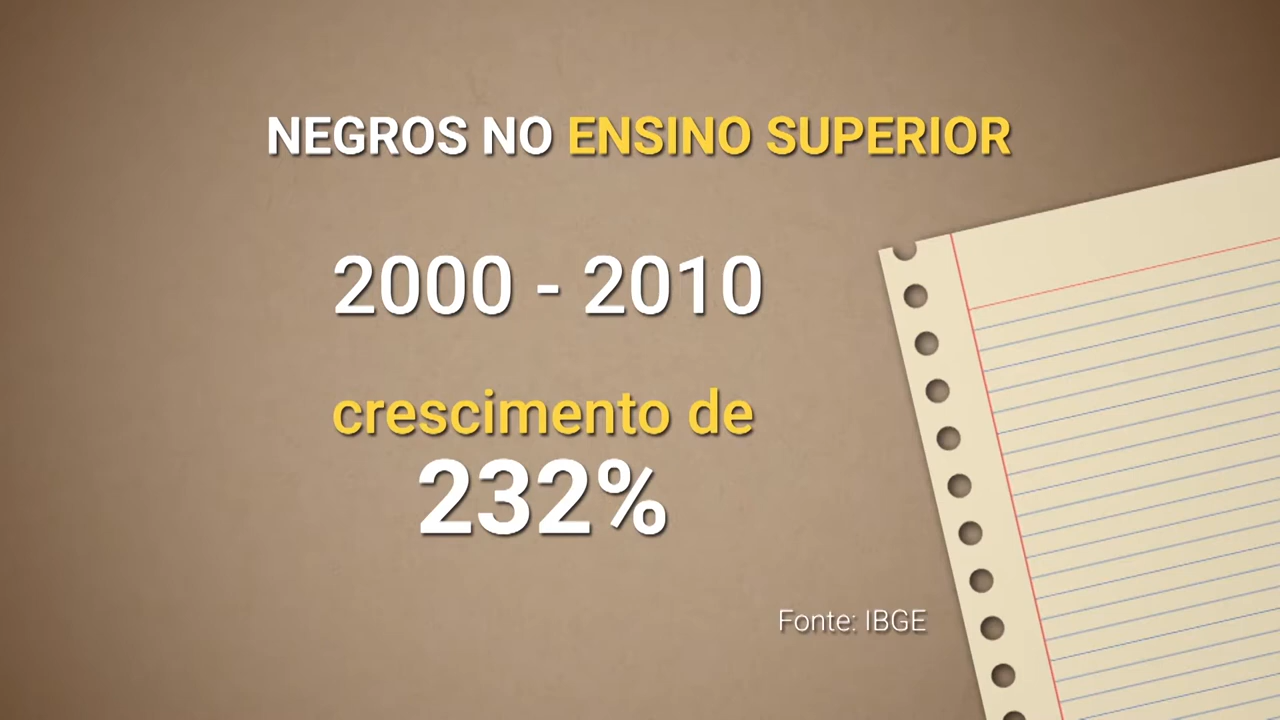 NEGROS NO ENSINO SUPERIOR
2000 - 2010
crescimento de
232%
Fonte: IBGE